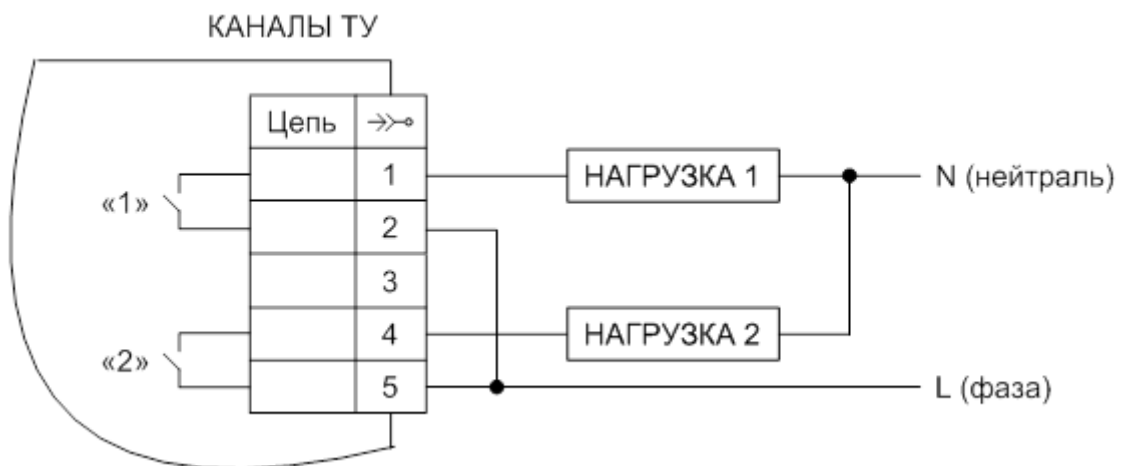 КАНАЛЫ ТУ
Цепь
1 НАГРУЗКА 1 N (нейтраль)
«1»
2
3
4 НАГРУЗКА 2
«2»
5 L (фаза)